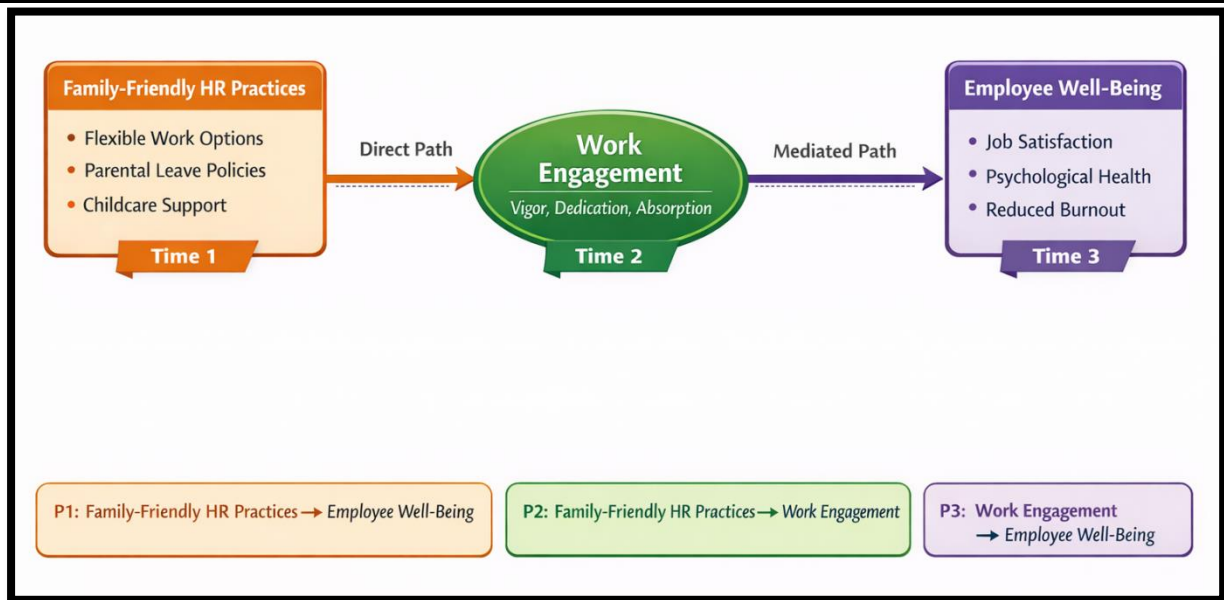 Family-Friendly HR Practices
• Flexible Work Options
• Parental Leave Policies
• Childcare Support
Time 1
Direct Path
Work
Engagement
Vigor, Dedication, Absorption
Time 2
Mediated Path
Employee Well-Being
• Job Satisfaction
• Psychological Health
• Reduced Burnout
Time 3
P1: Family-Friendly HR Practices → Employee Well-Being
P2: Family-Friendly HR Practices → Work Engagement
P3: Work Engagement
→ Employee Well-Being